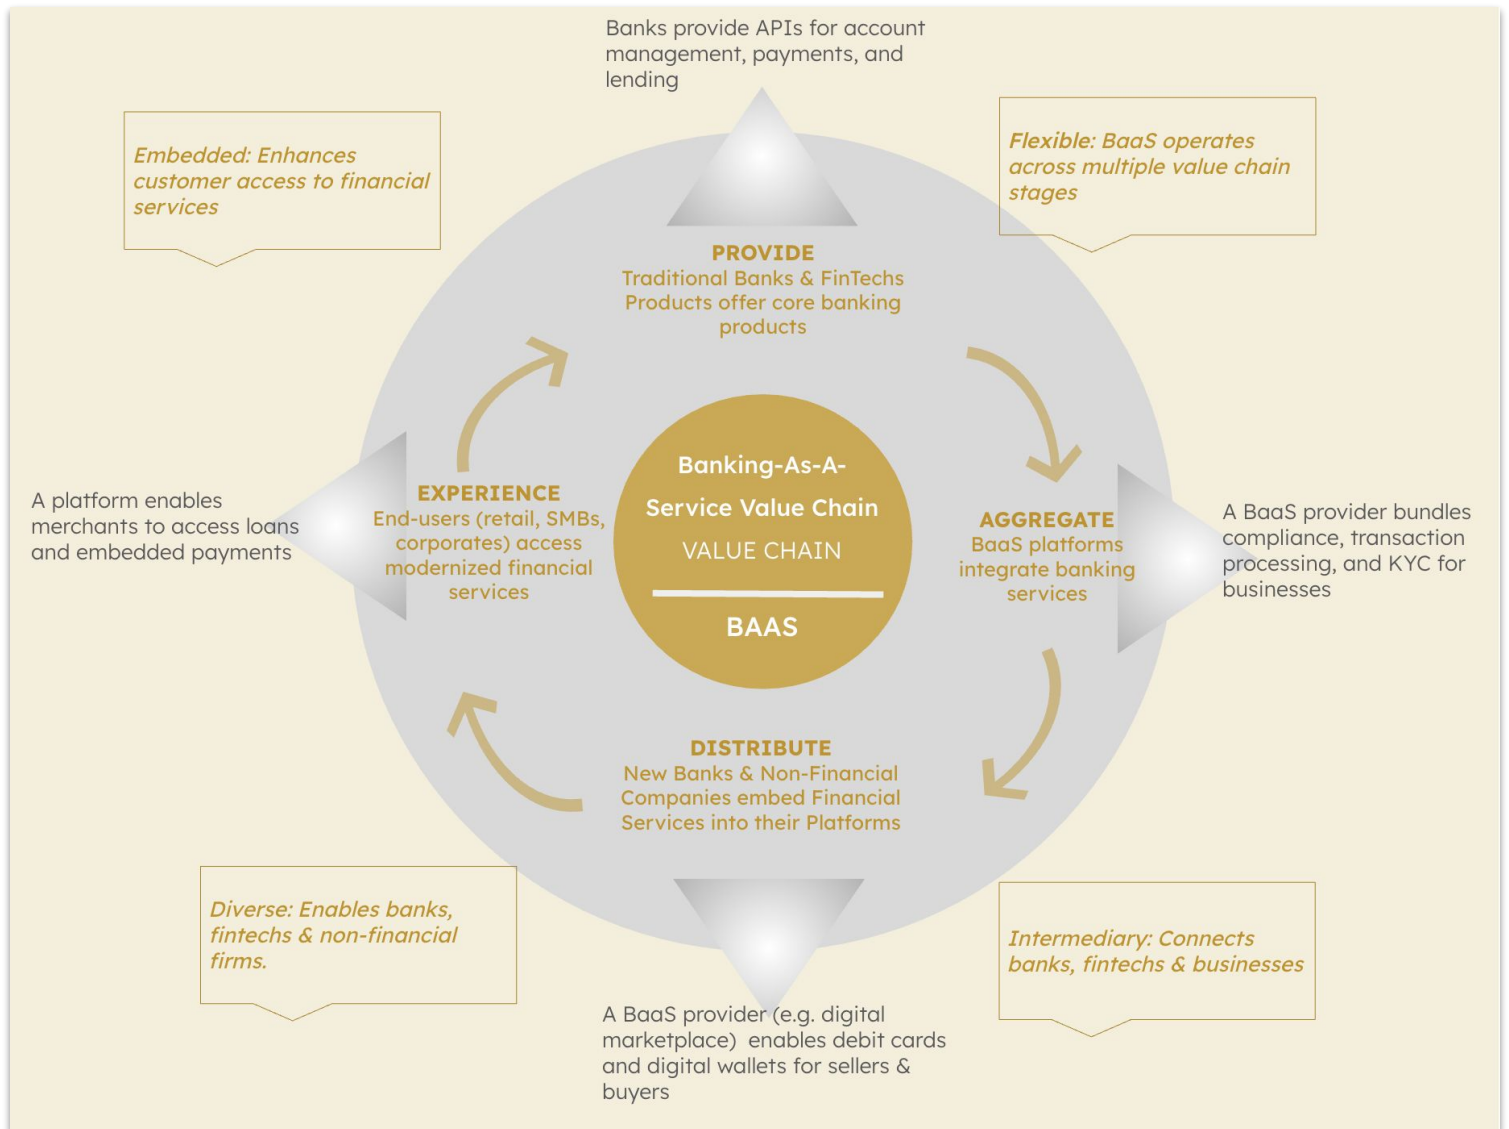 Banks provide APIs for account
management, payments, and
lending
Embedded: Enhances
customer access to financial
services
Flexible: BaaS operates
across multiple value chain
stages
PROVIDE
Traditional Banks & FinTechs
Products offer core banking
products
A platform enables
merchants to access loans
and embedded payments
EXPERIENCE
End-users (retail, SMBs,
corporates) access
modernized financial
services
Banking-As-A-
Service Value Chain
VALUE CHAIN
BAAS
AGGREGATE
BaaS platforms
integrate banking
services
A BaaS provider bundles
compliance, transaction
processing, and KYC for
businesses
DISTRIBUTE
New Banks & Non-Financial
Companies embed Financial
Services into their Platforms
Diverse: Enables banks,
fintechs & non-financial
firms.
Intermediary: Connects
banks, fintechs & businesses
A BaaS provider (e.g. digital
marketplace)  enables debit cards
and digital wallets for sellers &
buyers